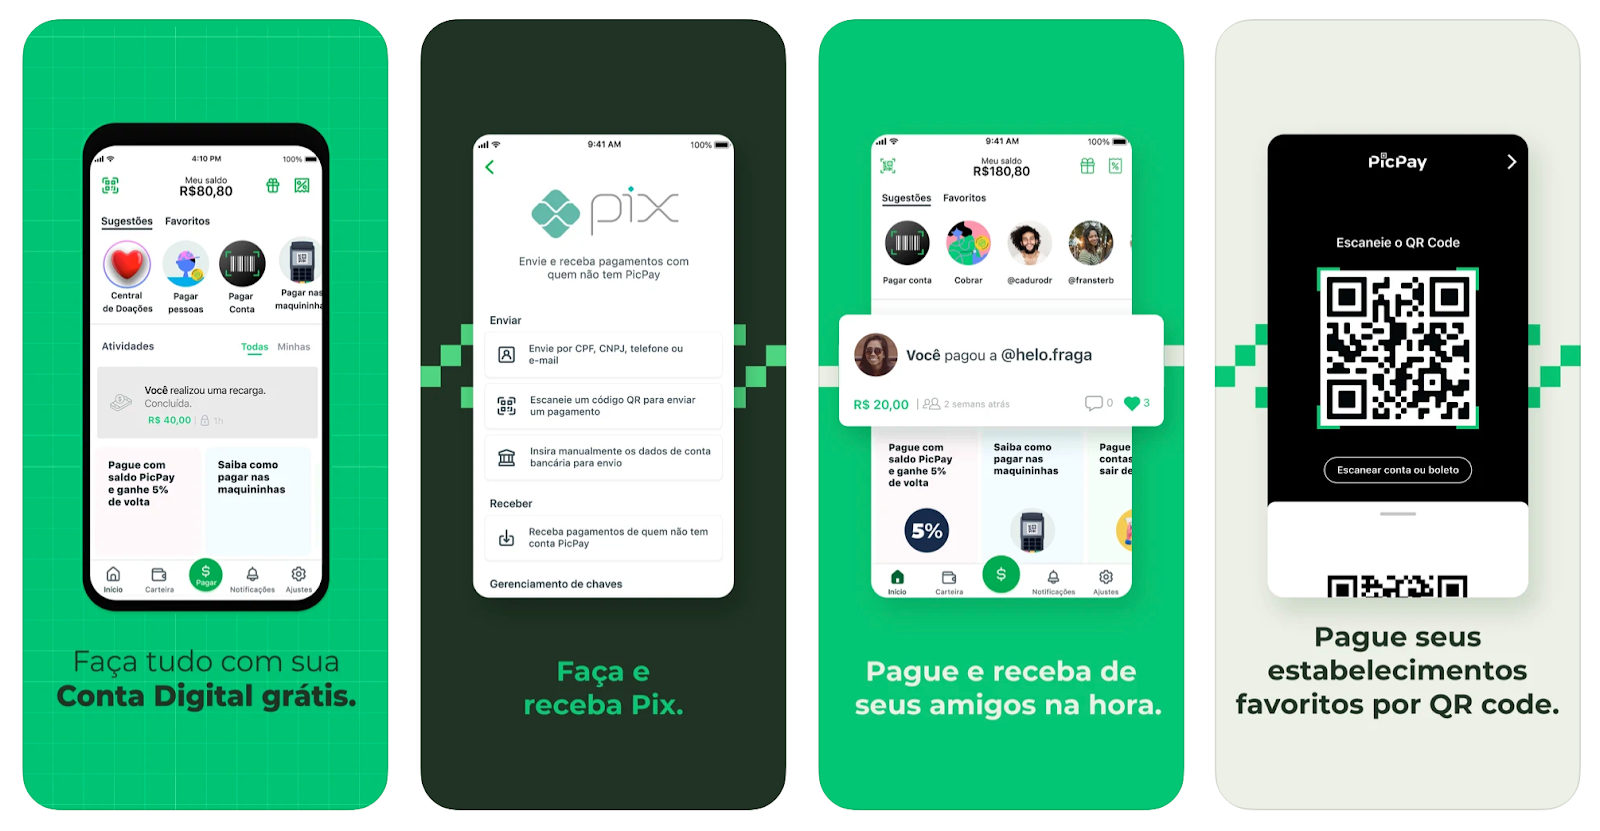 4:10 PM
100%
Meu saldo
R$80,80
Sugestões
Favoritos
Central
de Doações
Pagar
pessoas
Pagar
Conta
Pagar nas
maquininha
Atividades
Todas
Minhas
Você realizou uma recarga.
Concluída.
R$ 40,00 | 1h
Pague com
saldo PicPay
e ganhe 5%
de volta
Saiba como
pagar nas
maquininhas
$
Pagar
Início
Carteira
Notificações
Ajustes
Faça tudo com sua
Conta Digital grátis.
9:41 AM
100%
pix
Envie e receba pagamentos com
quem não tem PicPay
Enviar
Envie por CPF, CNPJ, telefone ou
e-mail
Escaneie um código QR para enviar
um pagamento
Insira manualmente os dados de conta
bancária para envio
Receber
Receba pagamentos de quem não tem
conta PicPay
Gerenciamento de chaves
Faça e
receba Pix.
9:41 AM
100%
Meu saldo
R$180,80
%
Sugestões
Favoritos
Pagar conta
Cobrar
@cadurodr
@fransterb
Você pagou a @helo.fraga
R$ 20,00 | 2 semans atrás
0
3
Pague com
saldo PicPay
e ganhe 5%
de volta
5%
Saiba como
pagar nas
maquininhas
Pague
contas
sair de
$
Início
Carteira
Notificações
Ajustes
Pague e receba de
seus amigos na hora.
PicPay
Escaneie o QR Code
Escanear conta ou boleto
Pague seus
estabelecimentos
favoritos por QR code.